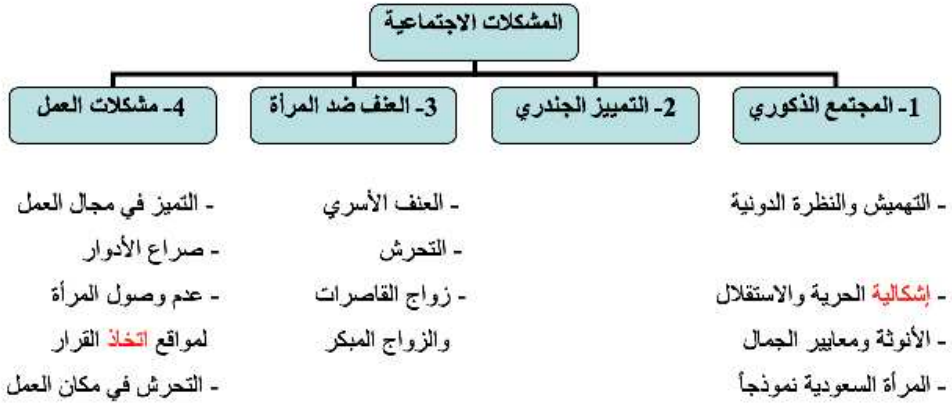 المشكلات الاجتماعية
1- المجتمع الذكوري
2- التمييز الجندري
3- العنف ضد المرأة
4- مشكلات العمل
- التهميش والنظرة الدونية
- إشكالية الحرية والاستقلال
- الأنوثة ومعايير الجمال
- المرأة السعودية نموذجاً
- العنف الأسري
- التحرش
- زواج القاصرات
والزواج المبكر
- التميز في مجال العمل
- صراع الأدوار
- عدم وصول المرأة
لمواقع اتخاذ القرار
- التحرش في مكان العمل